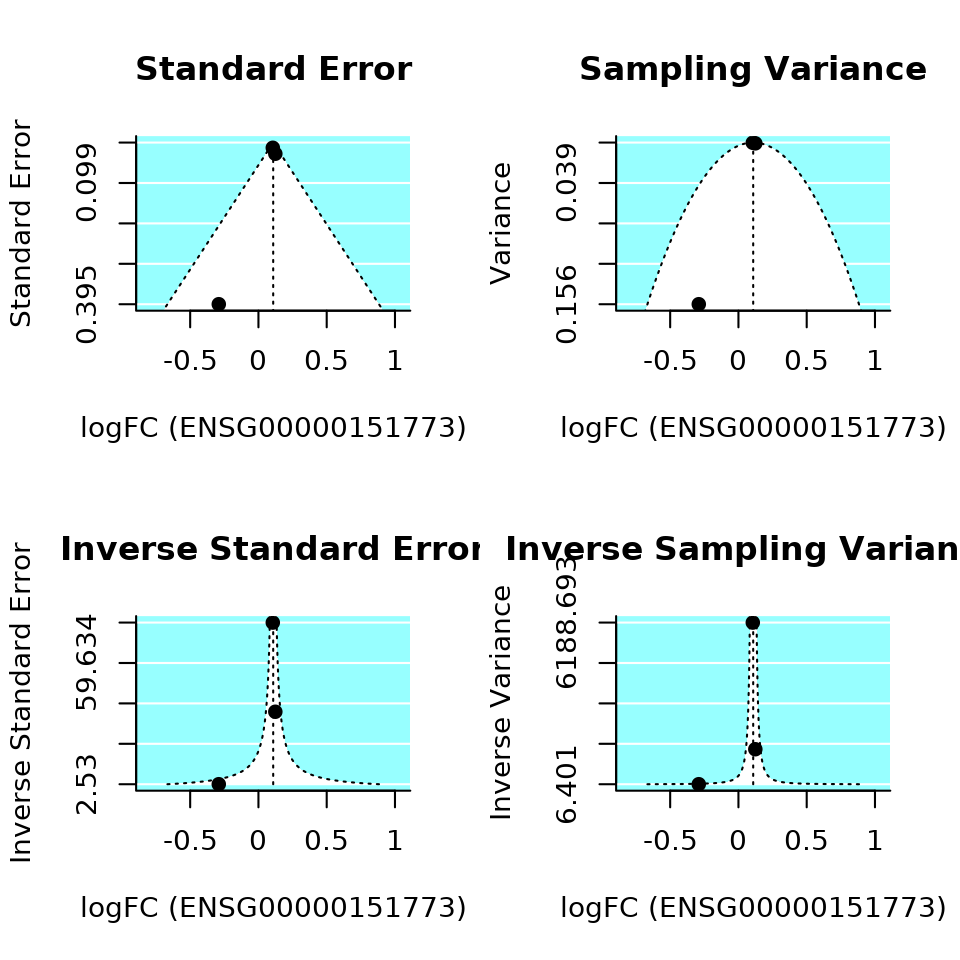 Standard Error
Standard Error
0.099
0.395
-0.5 0 0.5 1
logFC (ENSG00000151773)
Sampling Variance
Variance
0.039
0.156
-0.5 0 0.5 1
logFC (ENSG00000151773)
Inverse Standard Error
Inverse Standard Error
59.634
2.53
-0.5 0 0.5 1
logFC (ENSG00000151773)
Inverse Sampling Varian
Inverse Variance
6188.693
6.401
-0.5 0 0.5 1
logFC (ENSG00000151773)